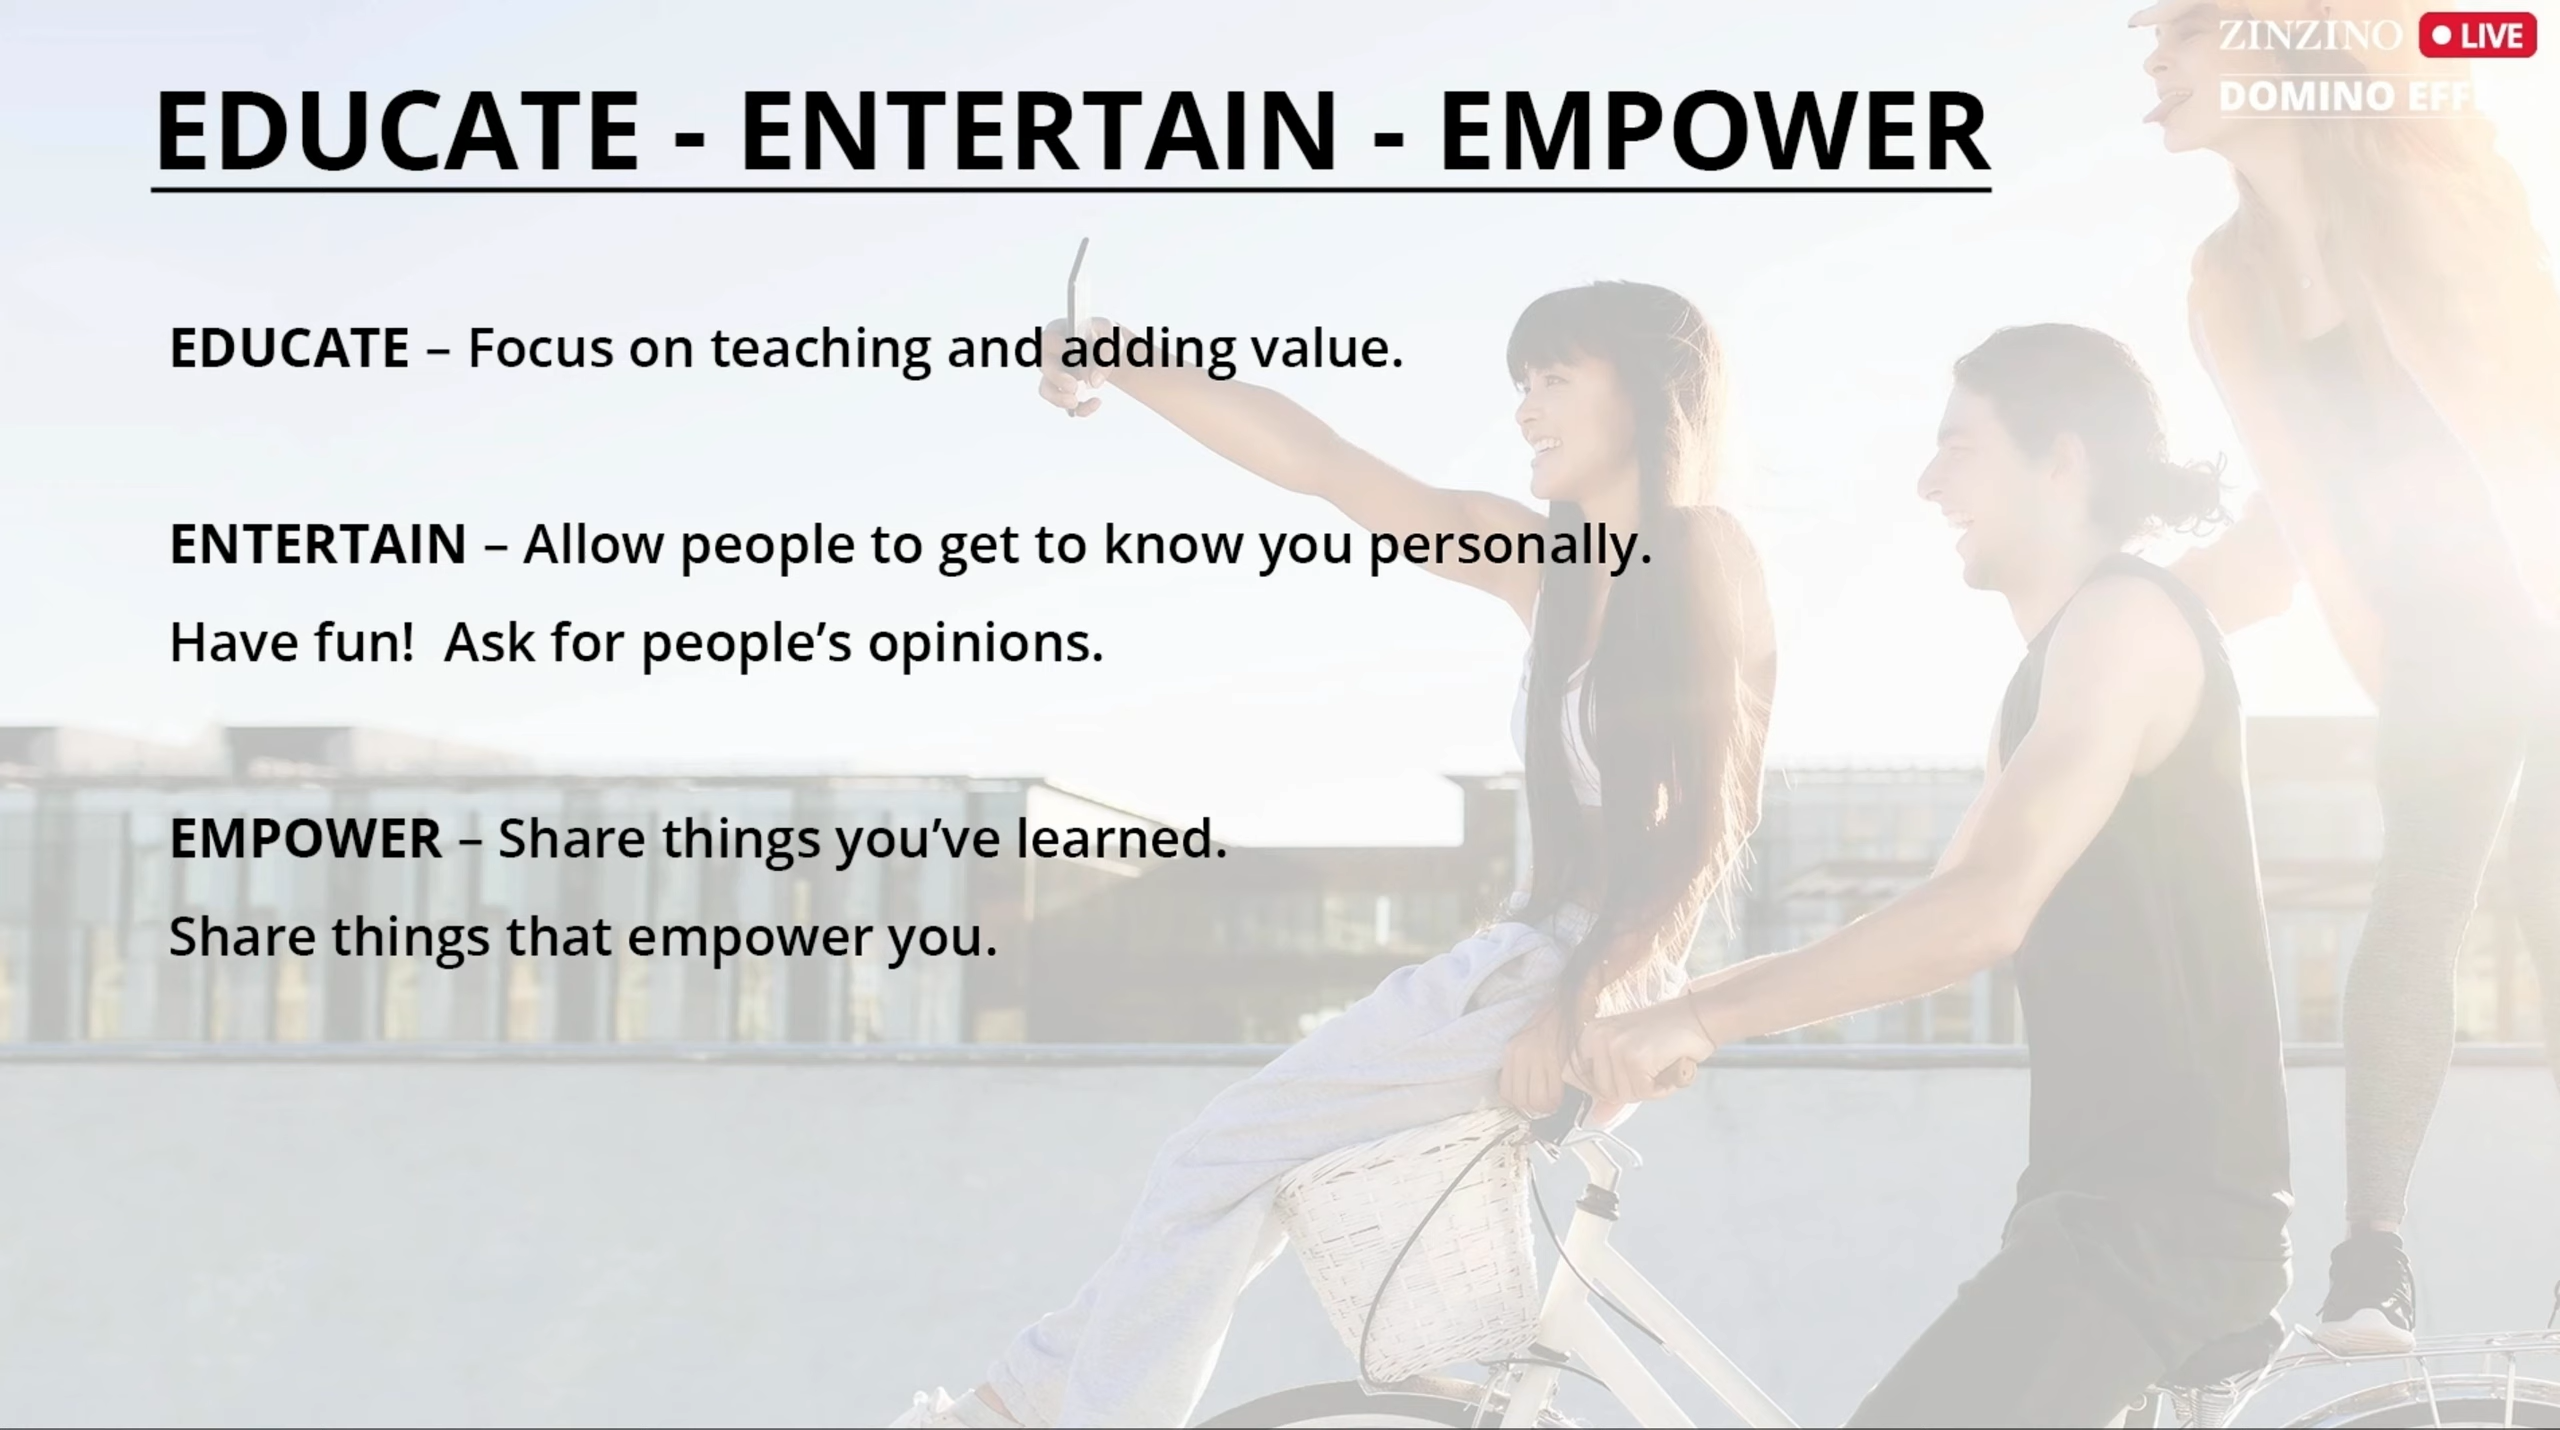 ZINZINO LIVE
DOMINO
EDUCATE - ENTERTAIN - EMPOWER
EDUCATE – Focus on teaching and adding value.
ENTERTAIN – Allow people to get to know you personally.
Have fun!  Ask for people’s opinions.
EMPOWER – Share things you’ve learned.
Share things that empower you.